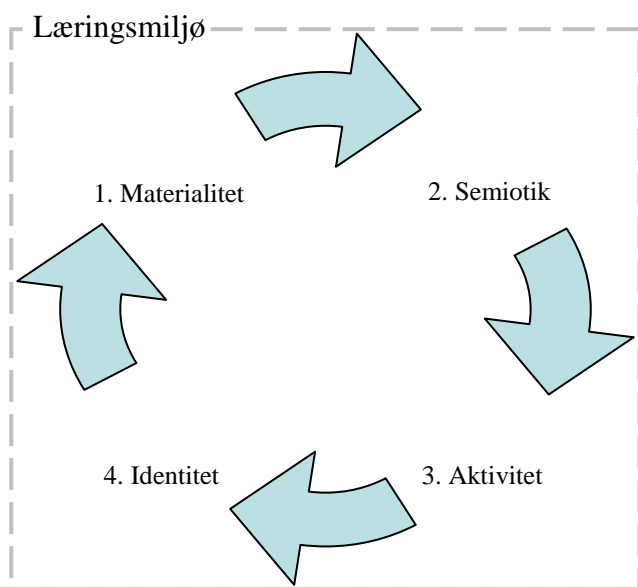 Læringsmiljø
1. Materialitet
2. Semiotik
4. Identitet
3. Aktivitet